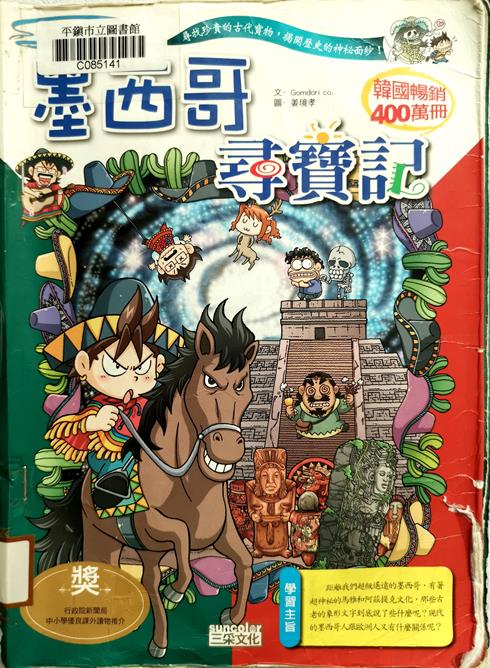 平鎮市立圖書館
C085141
尋找珍貴的古代寶物，揭開歷史的神秘面紗！
墨西哥
尋寶記
文‧Gomdori co.
圖‧姜境孝
韓國暢銷
400萬冊
獎
行政院新聞局
中小學優良課外讀物推介
suncolor
三采文化
學習主旨
距離我們超級遙遠的墨西哥，有著
超神秘的馬雅和阿茲提克文化，那些古
老的象形文字到底說了些什麼呢？現代
的墨西哥人跟歐洲人又有什麼關係呢？